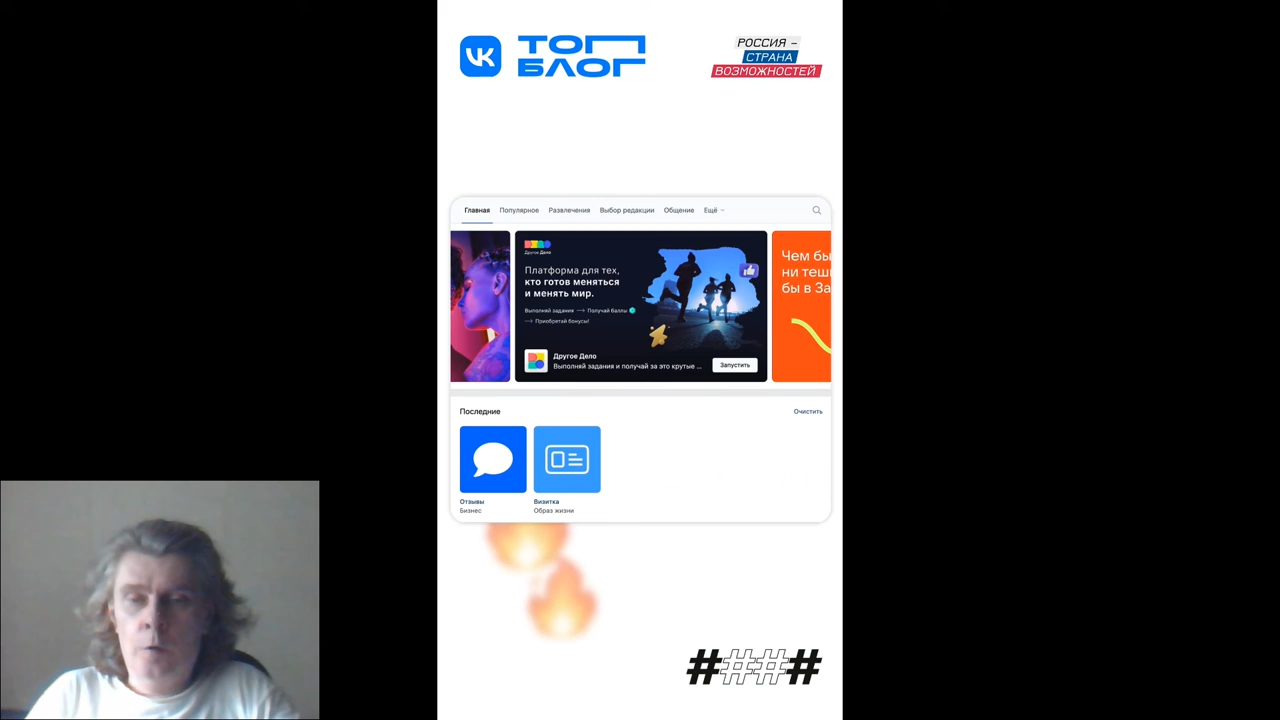 VK
ТОП
БЛОГ
РОССИЯ –
СТРАНА
ВОЗМОЖНОСТЕЙ
Главная
Популярное
Развлечения
Выбор редакции
Общение
Ещё
Другое Дело
Платформа для тех,
кто готов меняться
и менять мир.
Выполняй задания → Получай баллы
→ Приобретай бонусы!
Другое Дело
Выполняй задания и получай за это крутые ...
Запустить
Чем бы
ни теш
бы в За
Последние
Очистить
Отзывы
Бизнес
Визитка
Образ жизни
####